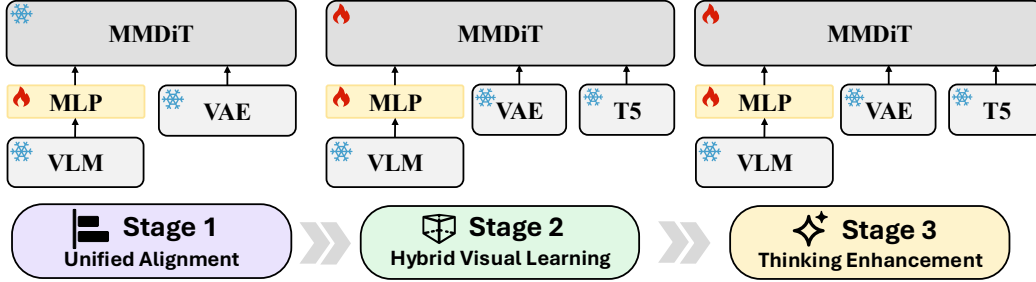 MMDiT
MLP
VAE
VLM
MMDiT
MLP
VAE
T5
VLM
MMDiT
MLP
VAE
T5
VLM
Stage 1
Unified Alignment
Stage 2
Hybrid Visual Learning
Stage 3
Thinking Enhancement